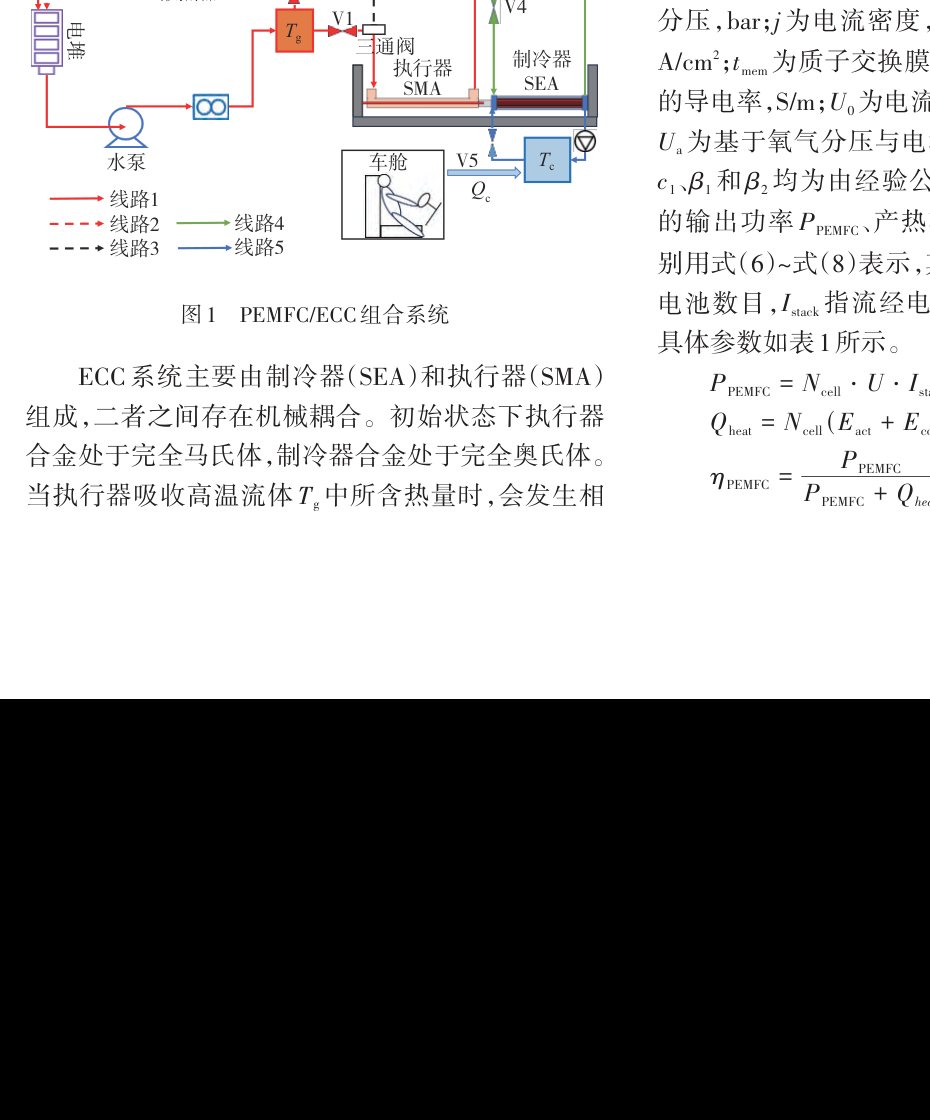 V4
T_g
V1
三通阀
电堆
执行器
SMA
制冷器
SEA
水泵
车舱
V5
Q_c
T_c
线路1
线路2
线路4
线路3
线路5
图1 PEMFC/ECC组合系统
ECC系统主要由制冷器(SEA)和执行器(SMA)
组成,二者之间存在机械耦合。初始状态下执行器
合金处于完全马氏体,制冷器合金处于完全奥氏体。
当执行器吸收高温流体T_g中所含热量时,会发生相
分压,bar;j为电流密度,
A/cm²;t_mem为质子交换膜
的导电率,S/m;U_0为电流
U_a为基于氧气分压与电
c_1、β_1和β_2均为由经验公
的输出功率P_PEMFC、产热
别用式(6)~式(8)表示,
电池数目,I_stack指流经电
具体参数如表1所示。
P_PEMFC = N_cell · U · I_sta
Q_heat = N_cell(E_act + E_co
η_PEMFC = P_PEMFC / P_PEMFC + Q_hea